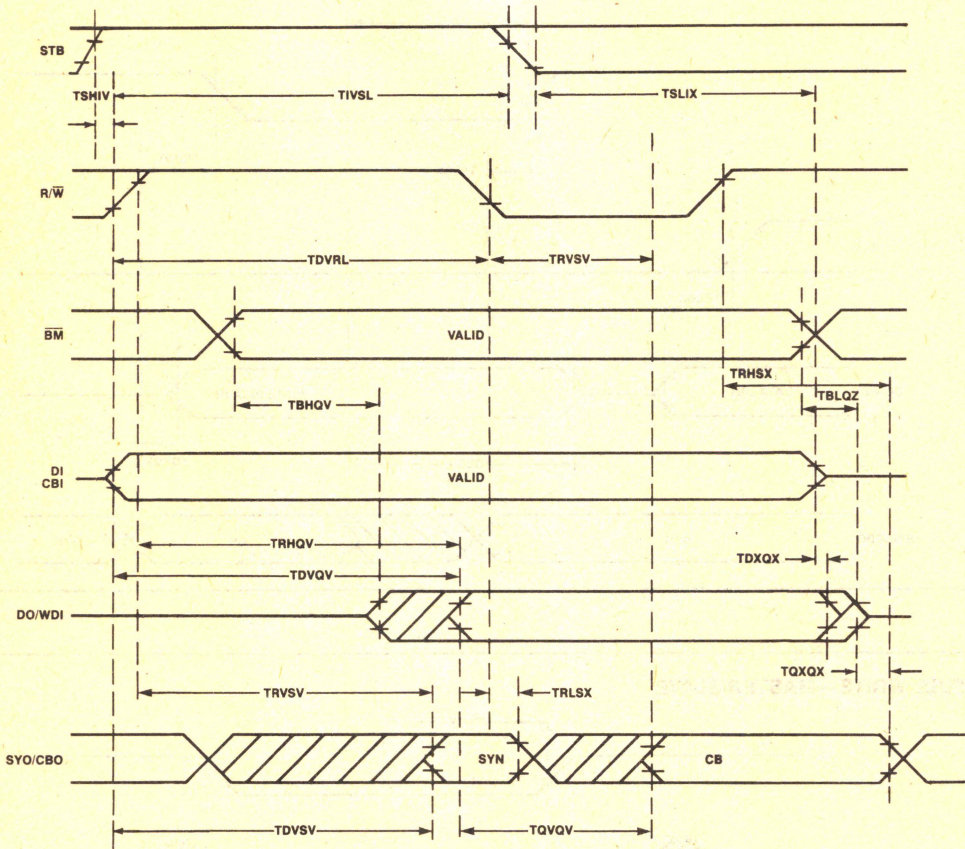 STB
TSHIV
TIVSL
TSLIX
R/W̅
TDVRL
TRVSV
B̅M̅
VALID
TRHSX
TBHQV
TBLQZ
DI
CBI
VALID
TRHQV
TDXQX
TDVQV
DO/WDI
TQXQX
TRVSV
TRLSX
SYO/CBO
SYN
CB
TDVSV
TQVQV